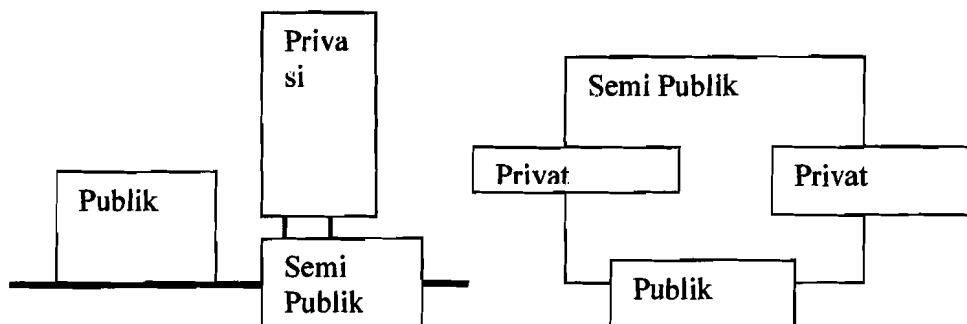 Priva
si
Publik
Semi
Publik
Semi Publik
Privat
Privat
Publik